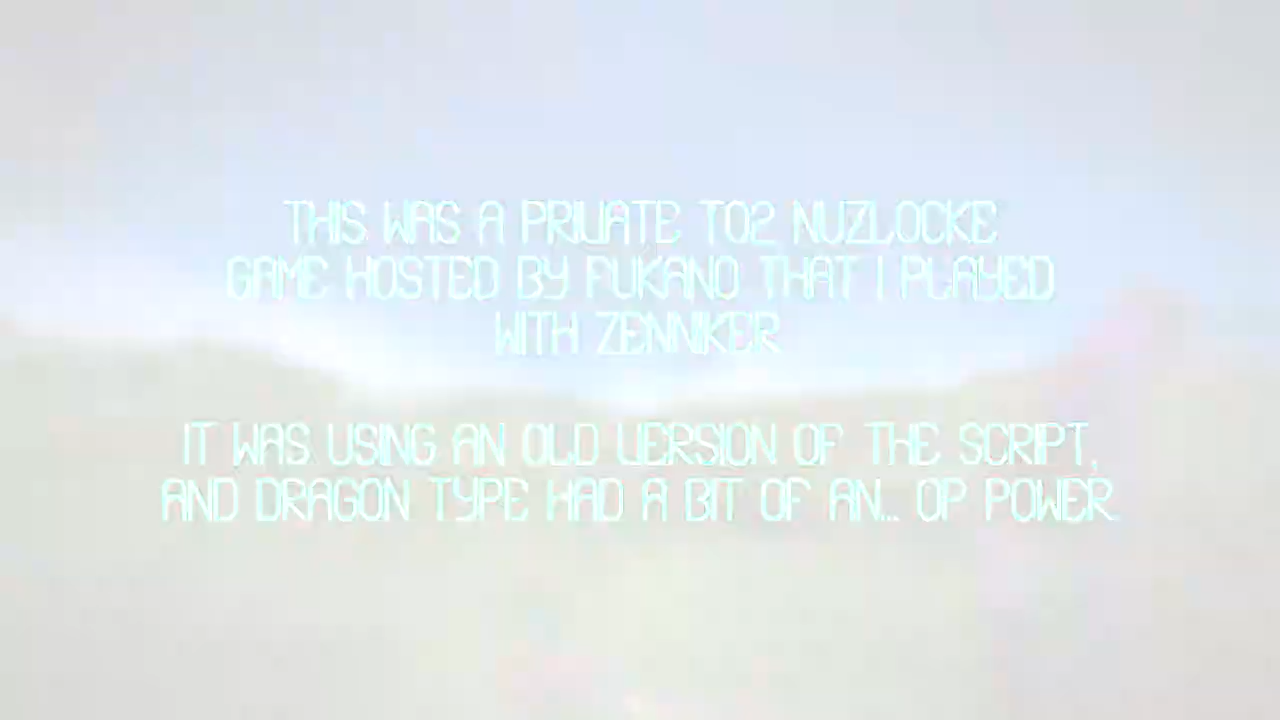 THIS WAS A PRIVATE TO2 NUZLOCKE
GAME HOSTED BY FUKANO THAT I PLAYED
WITH ZENNKER
IT WAS USING AN OLD VERSION OF THE SCRIPT,
AND DRAGON TYPE HAD A BIT OF AN... OP POWER